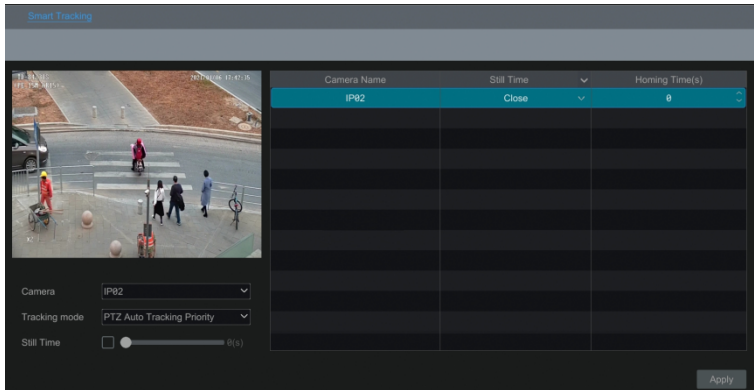 Smart Tracking
Camera Name Still Time Homing Time(s)
IP02 Close 0
Camera IP02
Tracking mode PTZ Auto Tracking Priority
Still Time 0(s)
Apply